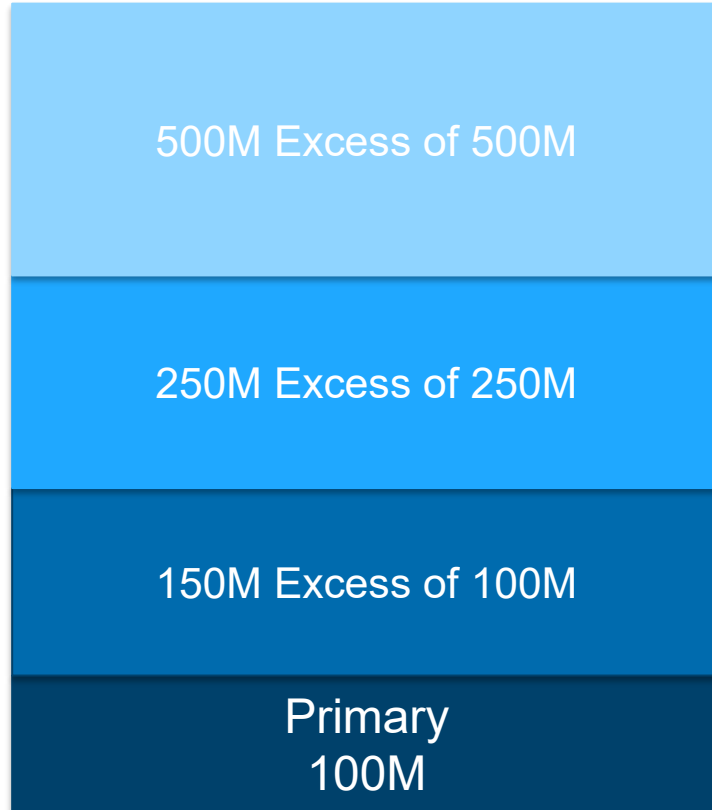 500M Excess of 500M
250M Excess of 250M
150M Excess of 100M
Primary
100M